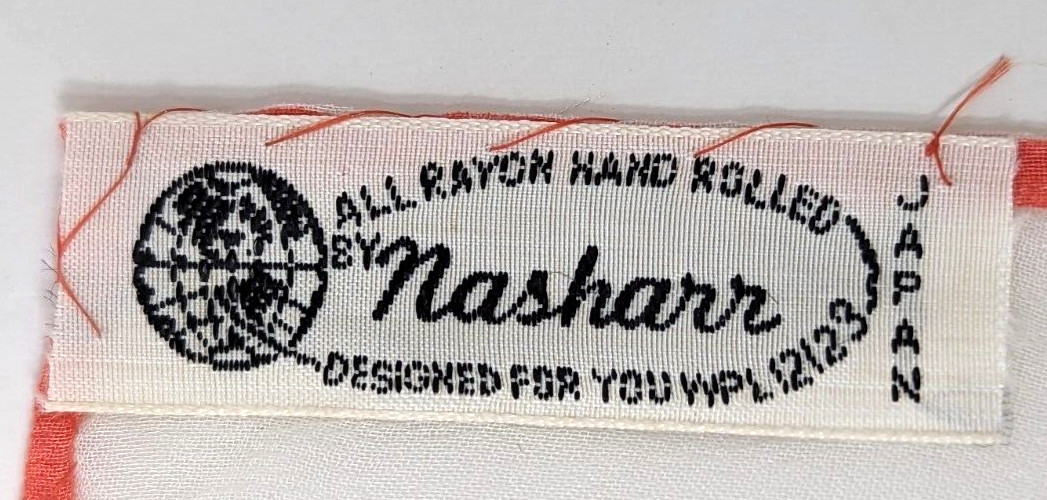 ALL RAYON HAND ROLLED
BY Nasharr
DESIGNED FOR YOU WPL 12123
JAPAN